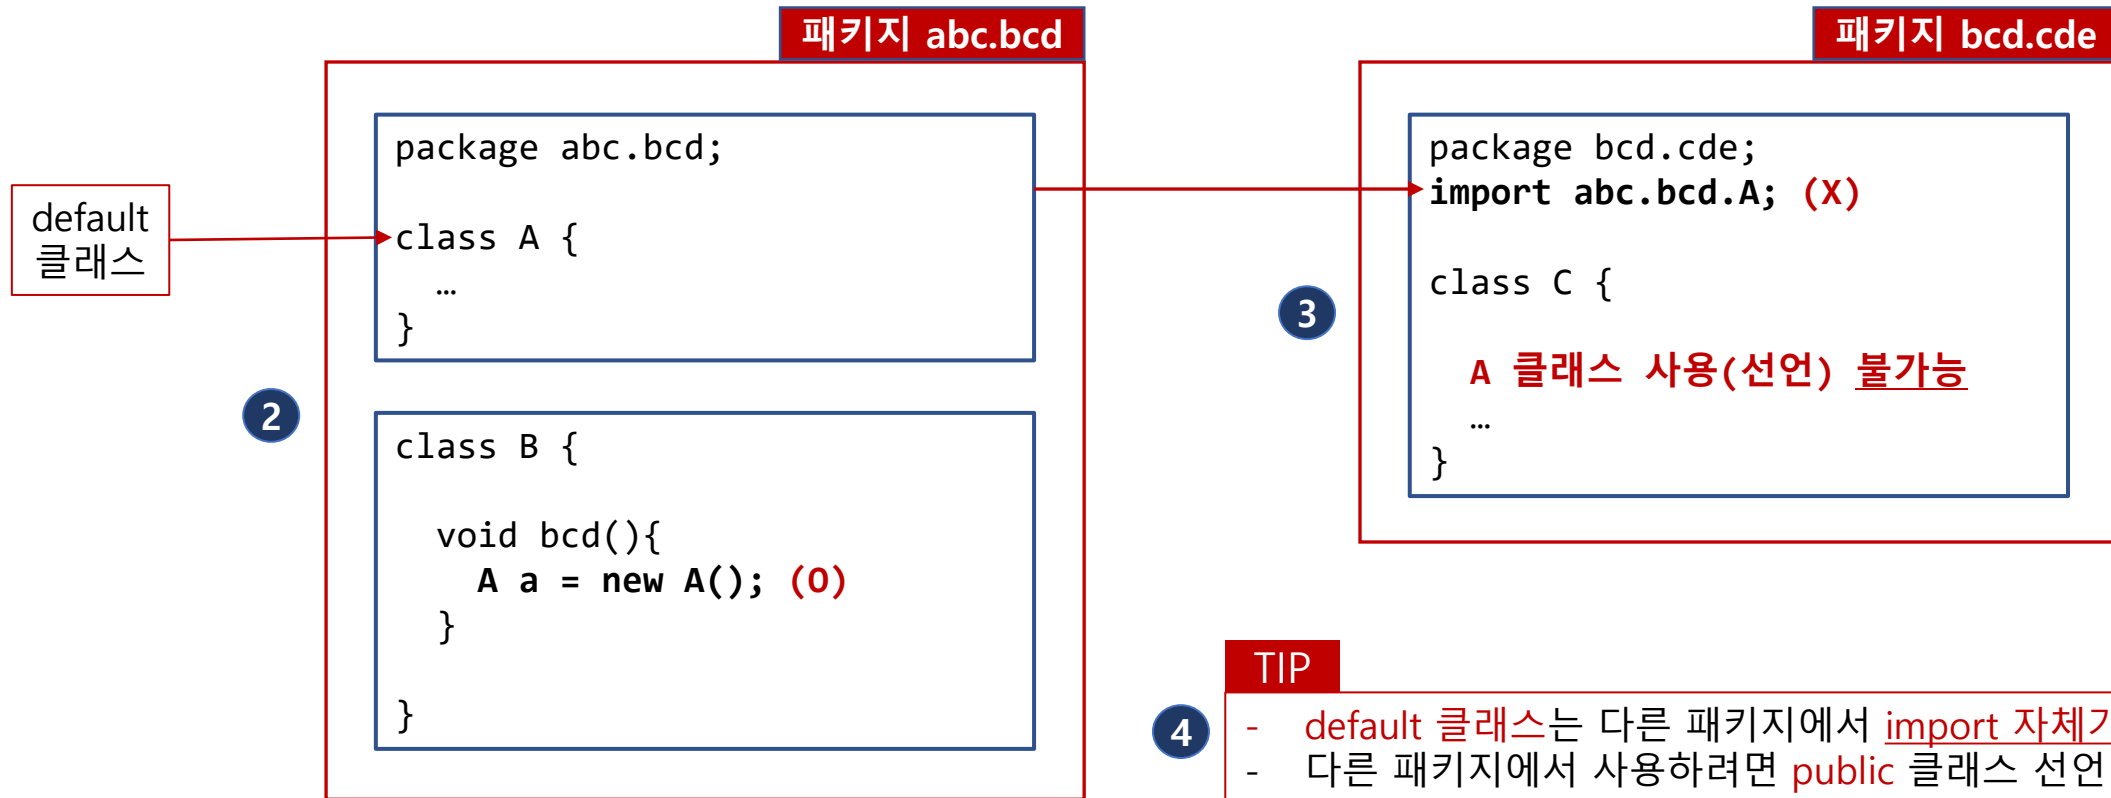 패키지 abc.bcd
default
클래스
package abc.bcd;
class A {
…
}
2
class B {
void bcd(){
A a = new A(); (O)
}
}
패키지 bcd.cde
package bcd.cde;
import abc.bcd.A; (X)
class C {
A 클래스 사용(선언) 불가능
…
}
3
TIP
4
- default 클래스는 다른 패키지에서 import 자체가
- 다른 패키지에서 사용하려면 public 클래스 선언